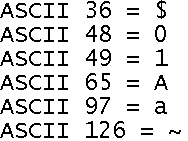 ASCII 36 = $
ASCII 48 = 0
ASCII 49 = 1
ASCII 65 = A
ASCII 97 = a
ASCII 126 = ~